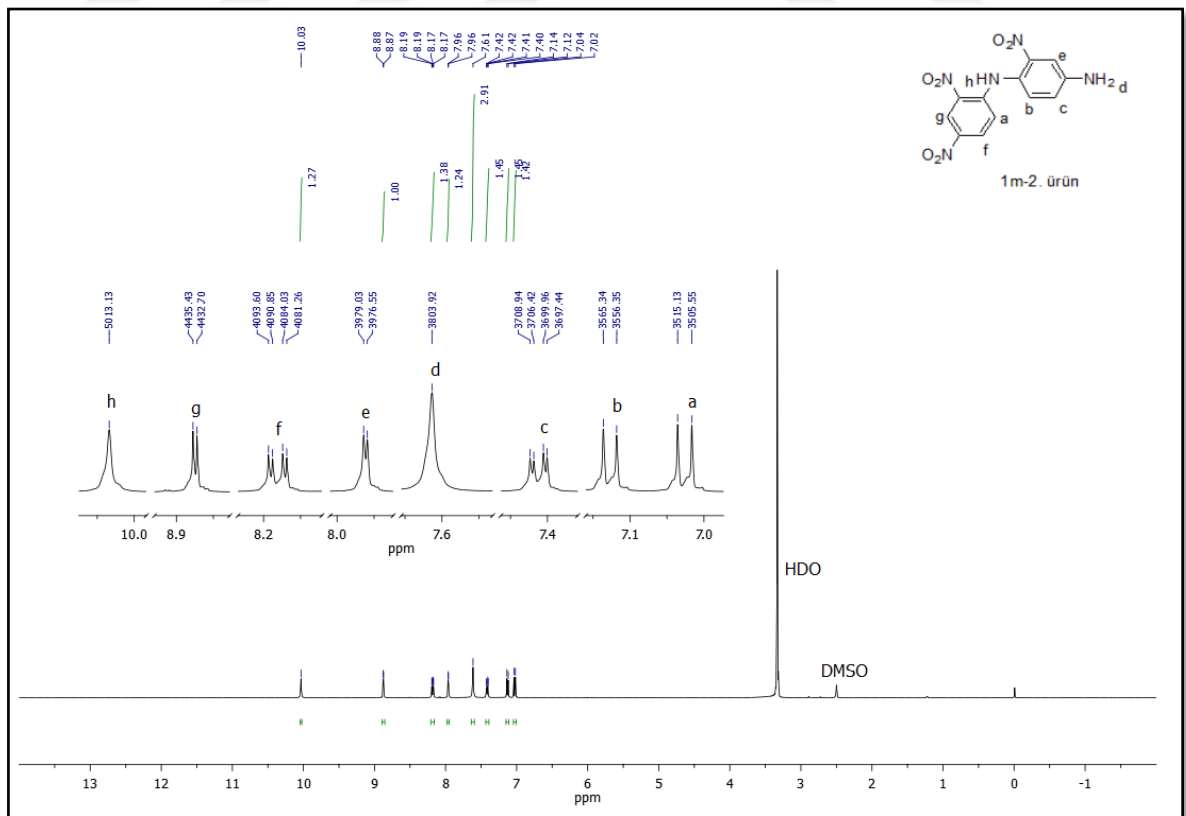 10.03 8.88 8.87 8.19 8.19 8.17 8.17 7.96 7.96 7.61 7.42 7.42 7.41 7.40 7.14 7.12 7.04 7.02
O₂N
e
NO₂ h HN NH₂ d
b c
g a
O₂N f
1m-2. ürün
1.27 1.00 1.38 1.24 2.91 1.45 1.45 1.42
5013.13 4435.43 4432.70 4093.60 4090.85 4084.03 4081.26 3979.03 3976.55 3803.92 3708.94 3706.42 3699.96 3697.44 3565.34 3556.35 3515.13 3505.55
h g f e d c b a
10.0 8.9 8.2 8.0 7.6 7.4 7.1 7.0
ppm
HDO
DMSO
13 12 11 10 9 8 7 6 5 4 3 2 1 0 -1
ppm